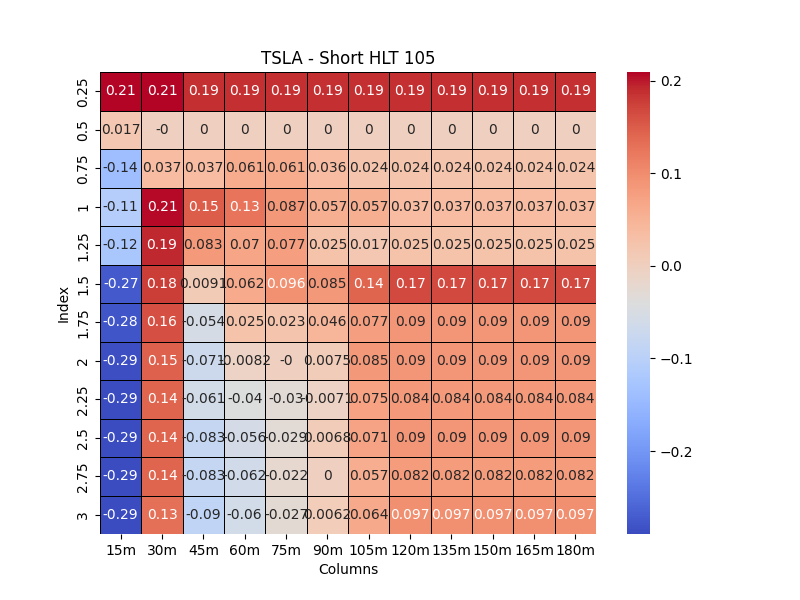 TSLA - Short HLT 105
0.25 0.21 0.21 0.19 0.19 0.19 0.19 0.19 0.19 0.19 0.19 0.19 0.19
0.5 0.017 -0 0 0 0 0 0 0 0 0 0 0
0.75 -0.14 0.037 0.037 0.061 0.061 0.036 0.024 0.024 0.024 0.024 0.024 0.024
1 -0.11 0.21 0.15 0.13 0.087 0.057 0.057 0.037 0.037 0.037 0.037 0.037
1.25 -0.12 0.19 0.083 0.07 0.077 0.025 0.017 0.025 0.025 0.025 0.025 0.025
1.5 -0.27 0.18 0.0091 0.062 0.096 0.085 0.14 0.17 0.17 0.17 0.17 0.17
1.75 -0.28 0.16 -0.054 0.025 0.023 0.046 0.077 0.09 0.09 0.09 0.09 0.09
2 -0.29 0.15 -0.071 -0.0082 -0 0.0075 0.085 0.09 0.09 0.09 0.09 0.09
2.25 -0.29 0.14 -0.061 -0.04 -0.03 -0.0071 0.075 0.084 0.084 0.084 0.084 0.084
2.5 -0.29 0.14 -0.083 -0.056 -0.029 0.0068 0.071 0.09 0.09 0.09 0.09 0.09
2.75 -0.29 0.14 -0.083 -0.062 -0.022 0 0.057 0.082 0.082 0.082 0.082 0.082
3 -0.29 0.13 -0.09 -0.06 -0.027 0.0062 0.064 0.097 0.097 0.097 0.097 0.097
15m 30m 45m 60m 75m 90m 105m 120m 135m 150m 165m 180m
Columns
Index
0.2
0.1
0.0
−0.1
−0.2